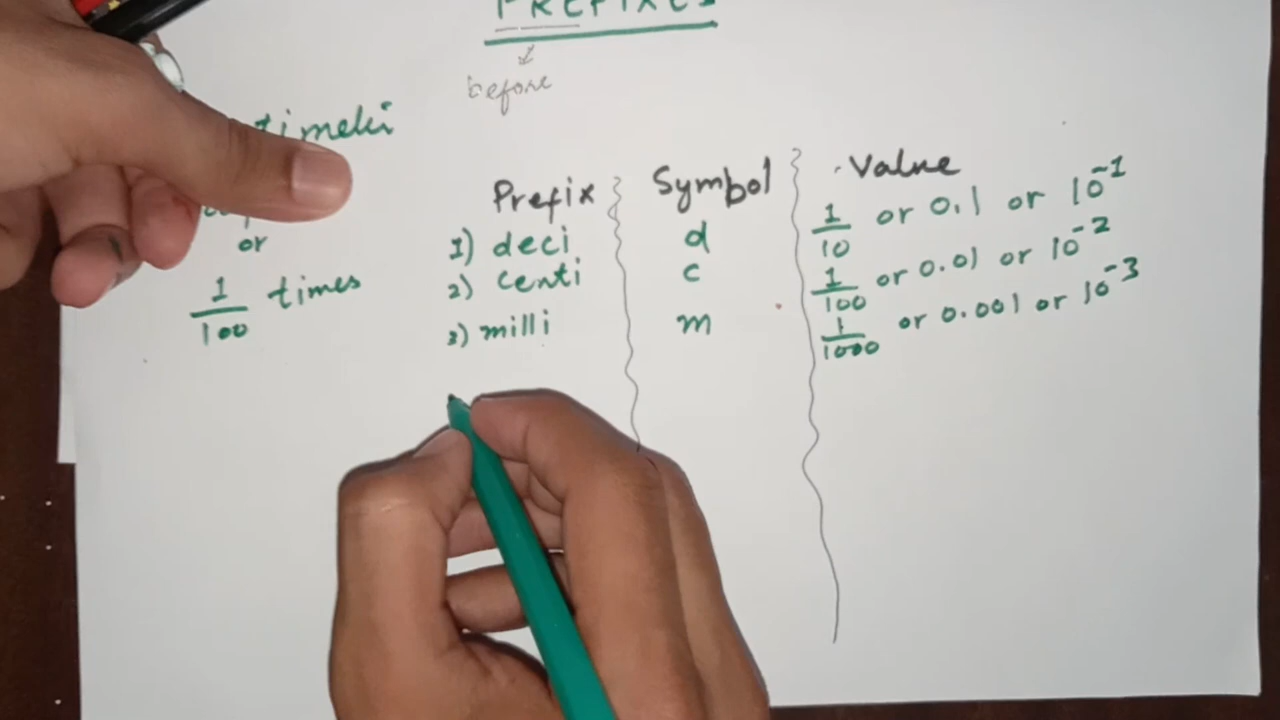 PREFIXES
before
Prefix Symbol Value
1) deci d 1/10 or 0.1 or 10⁻¹
2) centi c 1/100 or 0.01 or 10⁻²
3) milli m 1/1000 or 0.001 or 10⁻³
or
1/100 times